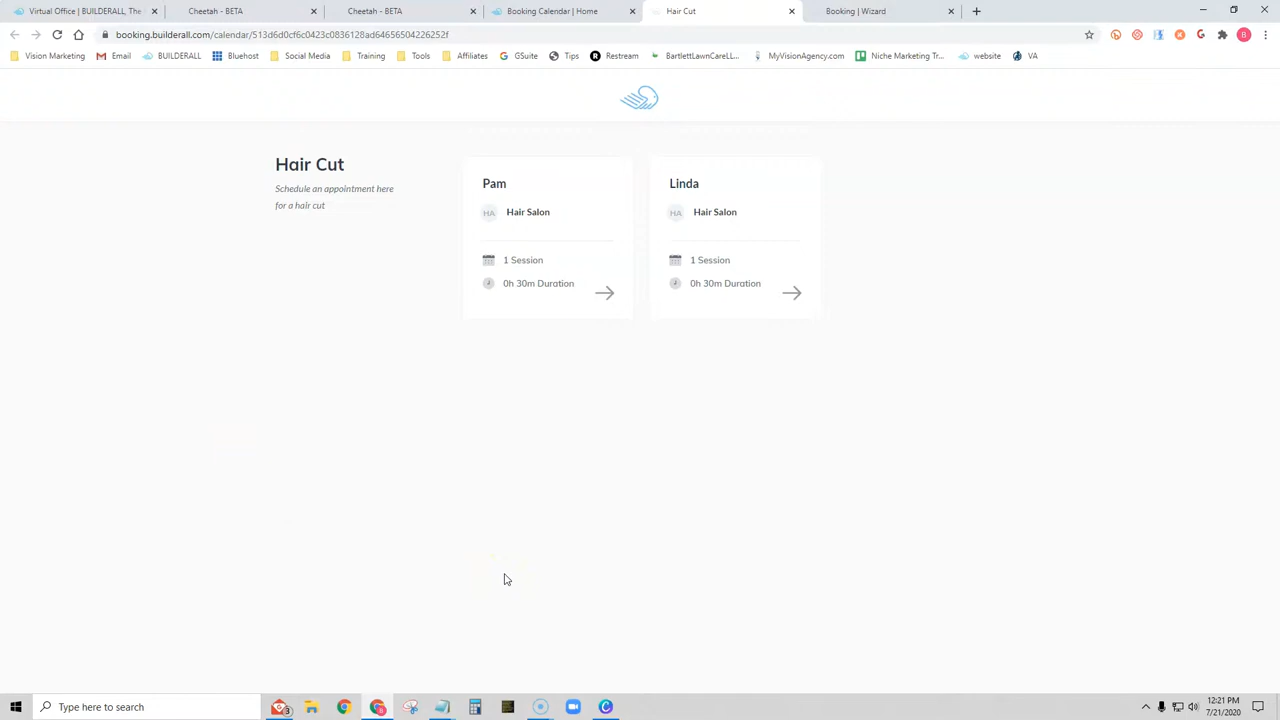 Virtual Office | BUILDERALL, The
Cheetah - BETA
Cheetah - BETA
Booking Calendar | Home
Hair Cut
Booking | Wizard
booking.builderall.com/calendar/513d6d0cf6c0423c0836128ad64656504226252f
Vision Marketing
Email
BUILDERALL
Bluehost
Social Media
Training
Tools
Affiliates
GSuite
Tips
Restream
BartlettLawnCareLL...
MyVisionAgency.com
Niche Marketing Tr...
website
VA
Hair Cut
Schedule an appointment here
for a hair cut
Pam
HA
Hair Salon
1 Session
0h 30m Duration
Linda
HA
Hair Salon
1 Session
0h 30m Duration
Type here to search
3
12:21 PM
7/21/2020